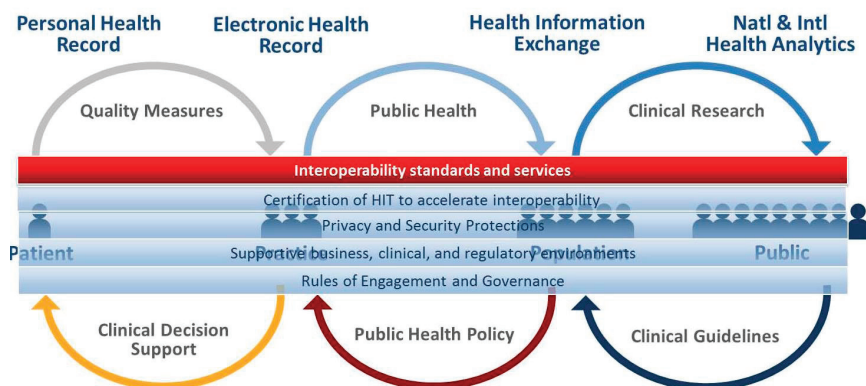 Personal Health
Record
Electronic Health
Record
Health Information
Exchange
Natl & Intl
Health Analytics
Quality Measures
Public Health
Clinical Research
Interoperability standards and services
Certification of HIT to accelerate interoperability
Privacy and Security Protections
Patient
Practice
Supportive business, clinical, and regulatory environments
Population
Public
Rules of Engagement and Governance
Clinical Decision
Support
Public Health Policy
Clinical Guidelines